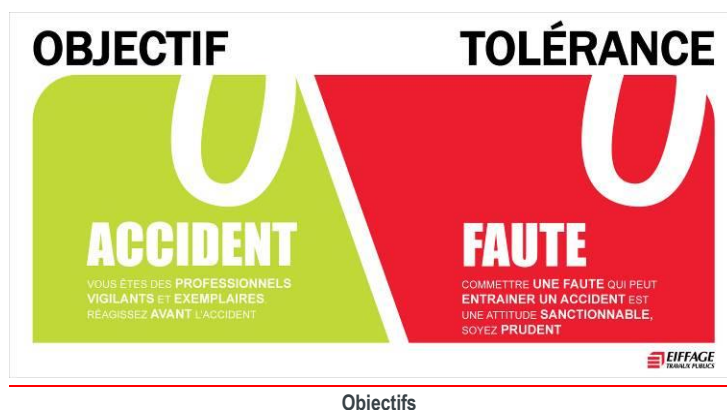 OBJECTIF
0
ACCIDENT
VOUS ÊTES DES PROFESSIONNELS
VIGILANTS ET EXEMPLAIRES
RÉAGISSEZ AVANT L'ACCIDENT
TOLÉRANCE
0
FAUTE
COMMETTRE UNE FAUTE QUI PEUT
ENTRAINER UN ACCIDENT EST
UNE ATTITUDE SANCTIONNABLE,
SOYEZ PRUDENT
EIFFAGE
TRAVAUX PUBLICS
Objectifs